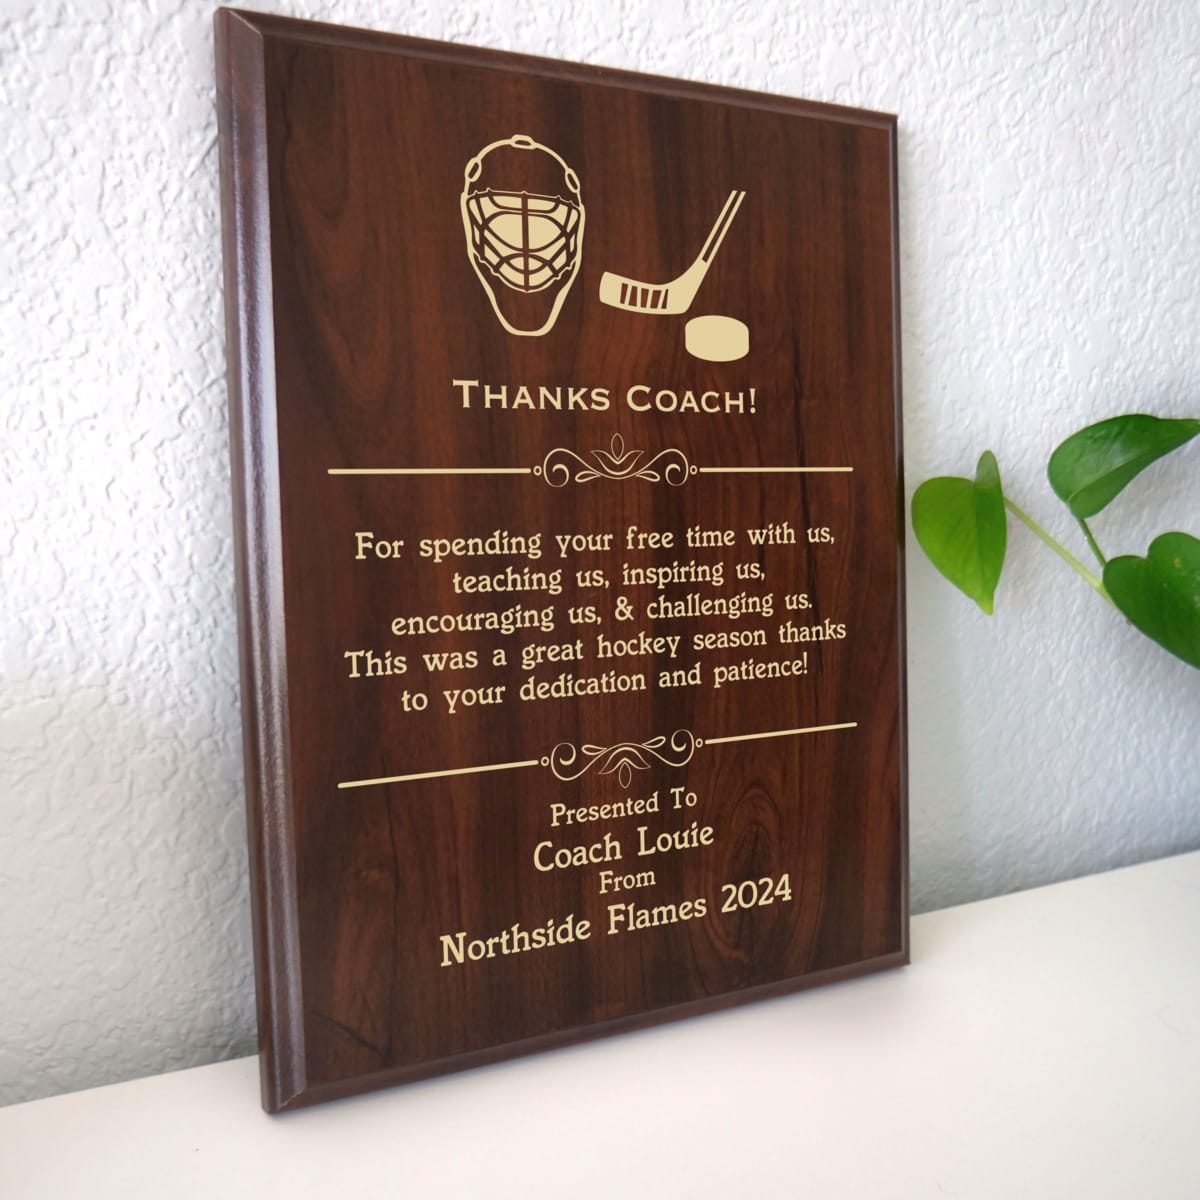 Thanks Coach!
For spending your free time with us,
teaching us, inspiring us,
encouraging us, & challenging us.
This was a great hockey season thanks
to your dedication and patience!
Presented To
Coach Louie
From
Northside Flames 2024